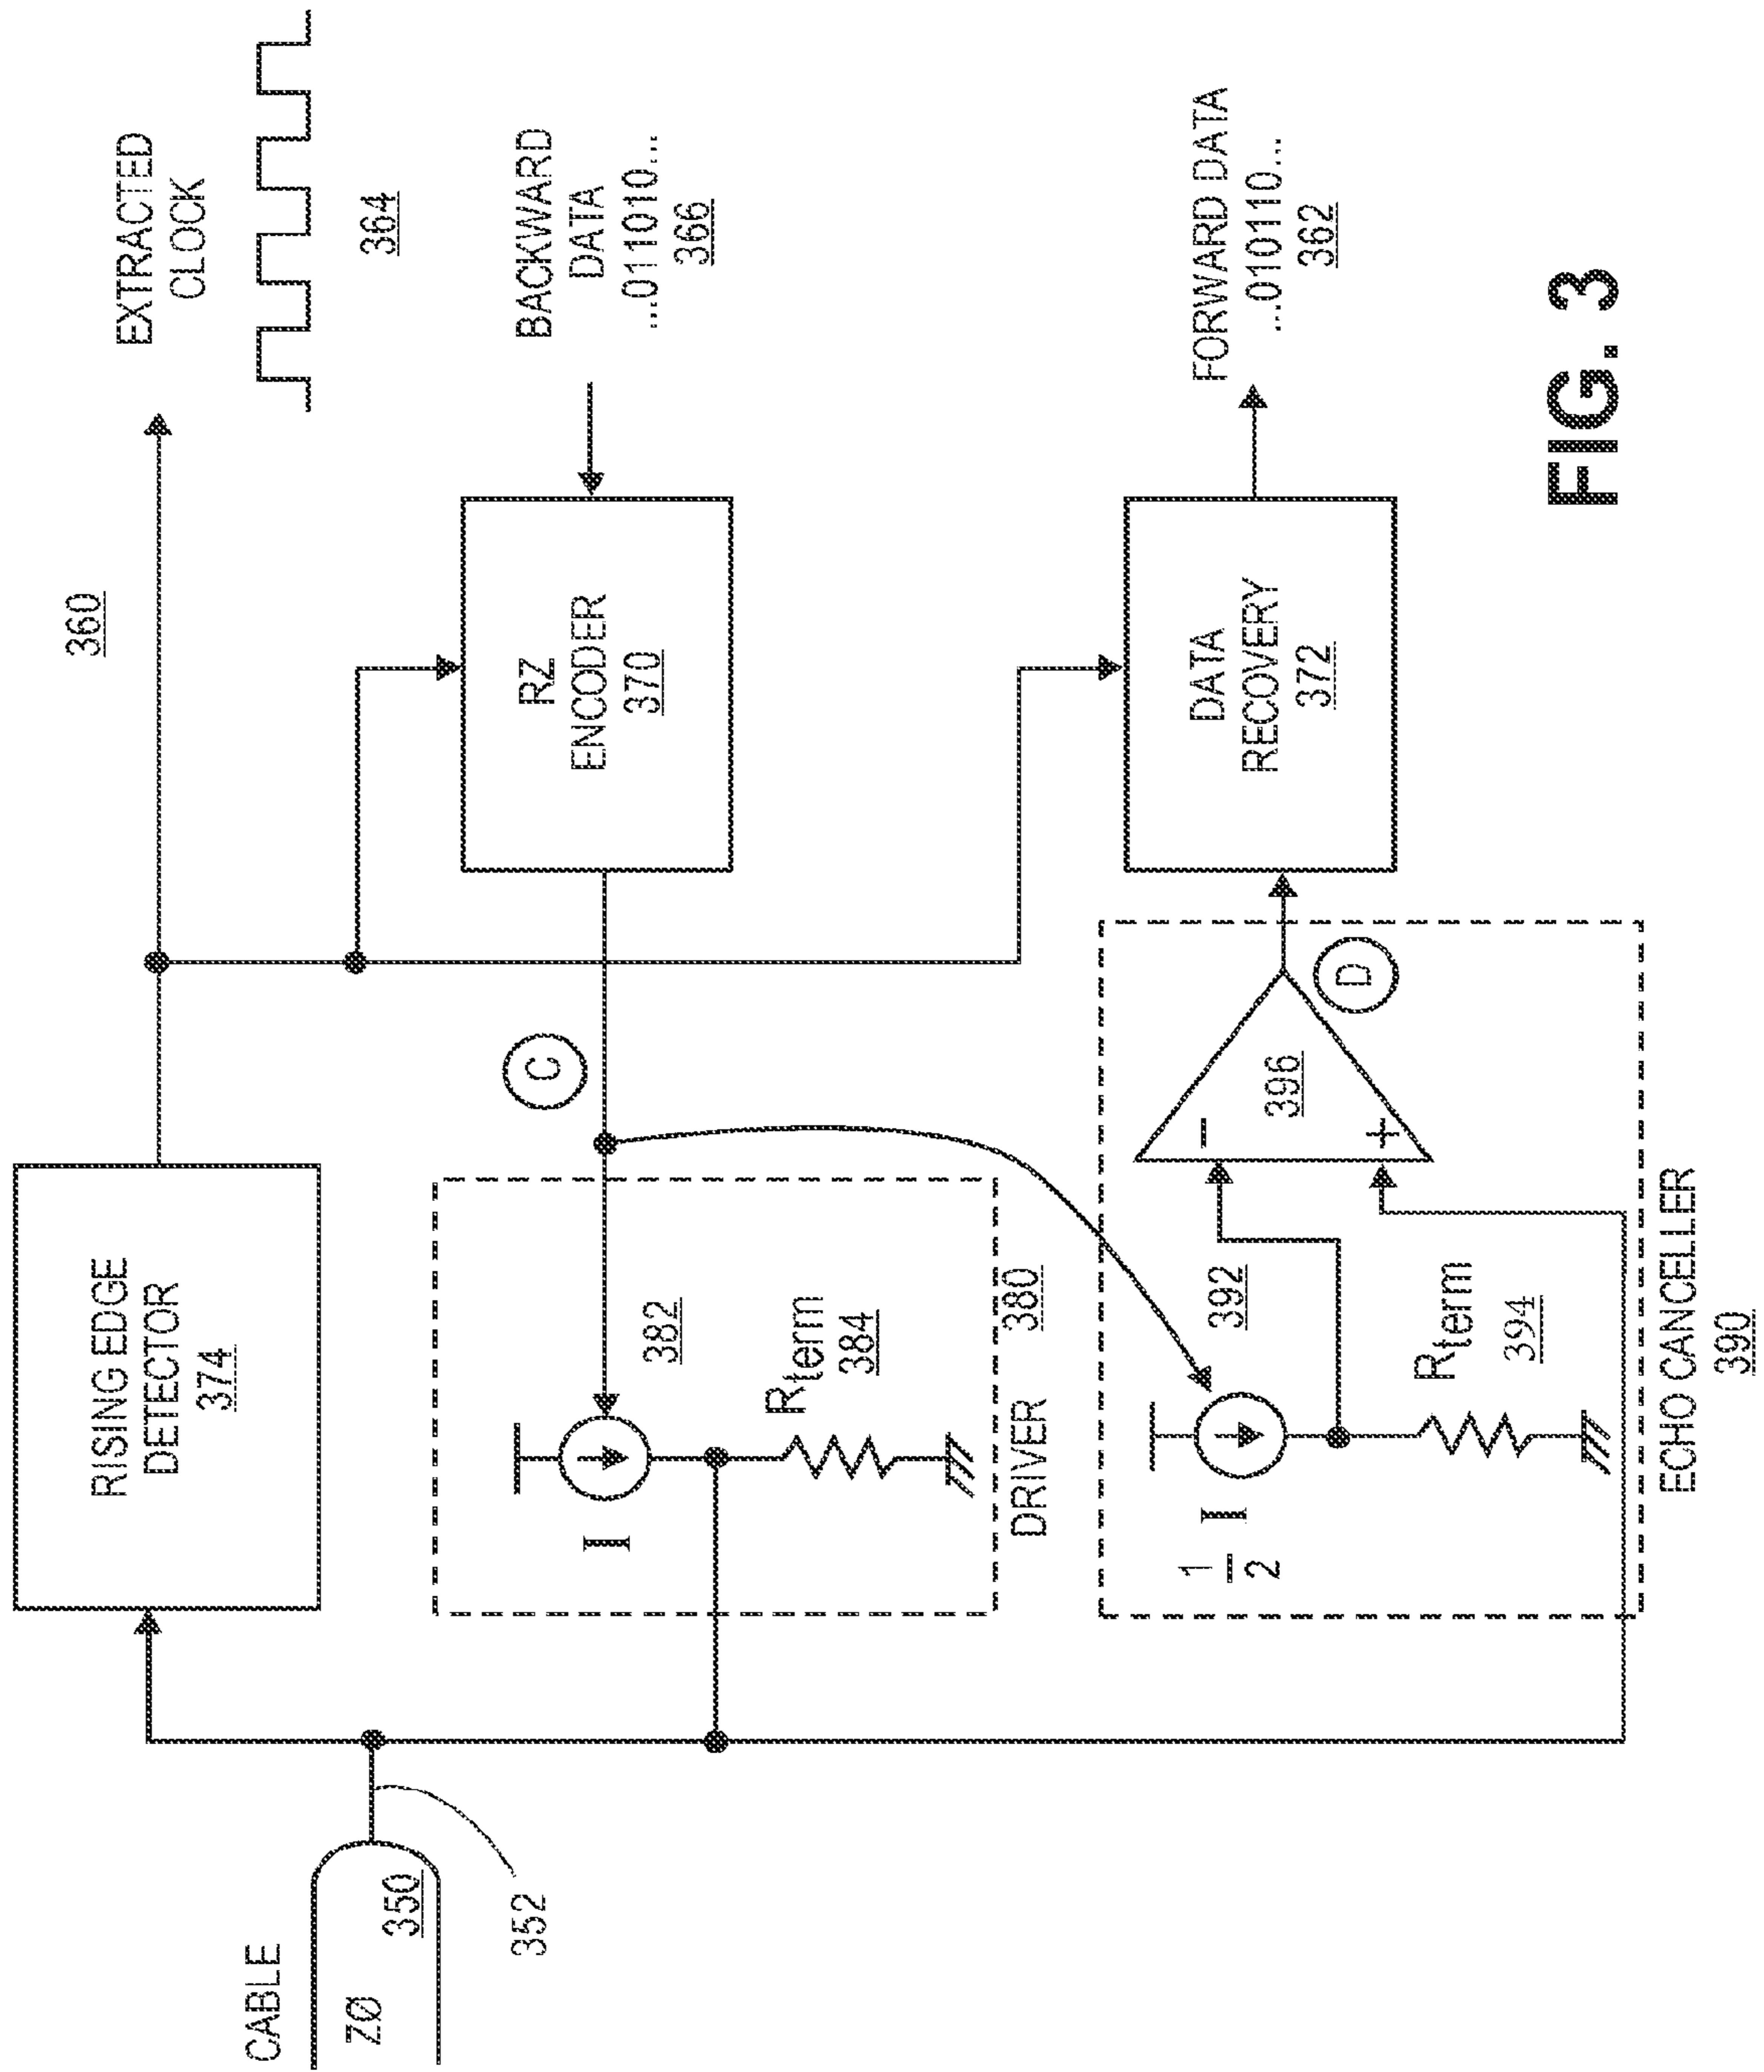 CABLE
ZØ
350
352
RISING EDGE
DETECTOR
374
360
EXTRACTED
CLOCK
364
I
382
Rterm
384
DRIVER 380
C
RZ
ENCODER
370
BACKWARD
DATA
...011010...
366
1
2
I
392
Rterm
394
-
+
396
D
ECHO CANCELLER
390
DATA
RECOVERY
372
FORWARD DATA
...010110...
362
FIG. 3